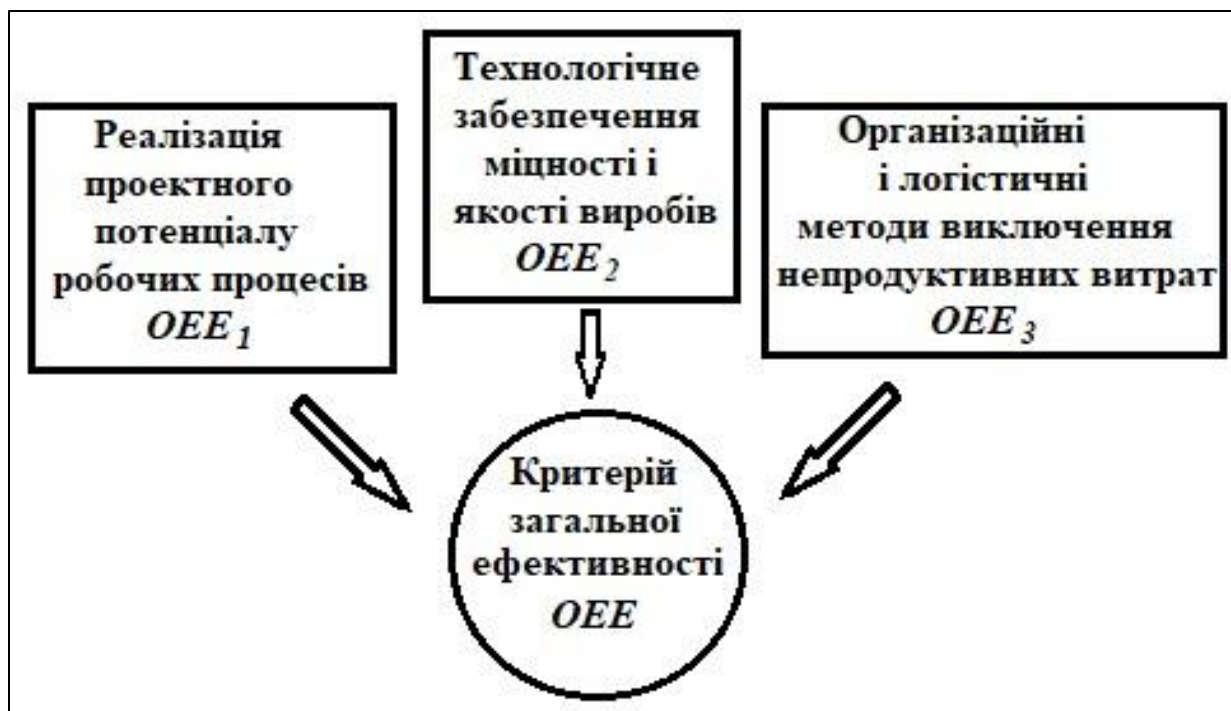 Реалізація
проектного
потенціалу
робочих процесів
OEE 1
Технологічне
забезпечення
міцності і
якості виробів
OEE 2
Організаційні
і логістичні
методи виключення
непродуктивних витрат
OEE 3
Критерій
загальної
ефективності
OEE